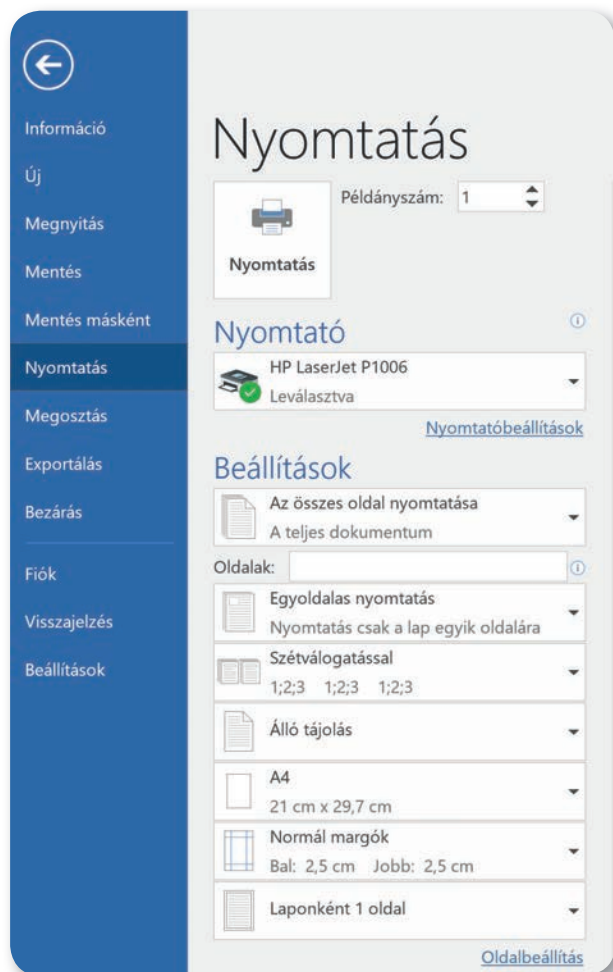 Információ
Új
Megnyitás
Mentés
Mentés másként
Nyomtatás
Megosztás
Exportálás
Bezárás
Fiók
Visszajelzés
Beállítások
Nyomtatás
Példányszám: 1
Nyomtatás
Nyomtató
HP LaserJet P1006
Leválasztva
Nyomtatóbeállítások
Beállítások
Az összes oldal nyomtatása
A teljes dokumentum
Oldalak:
Egyoldalas nyomtatás
Nyomtatás csak a lap egyik oldalára
Szétválogatással
1;2;3 1;2;3 1;2;3
Álló tájolás
A4
21 cm x 29,7 cm
Normál margók
Bal: 2,5 cm Jobb: 2,5 cm
Laponként 1 oldal
Oldalbeállítás